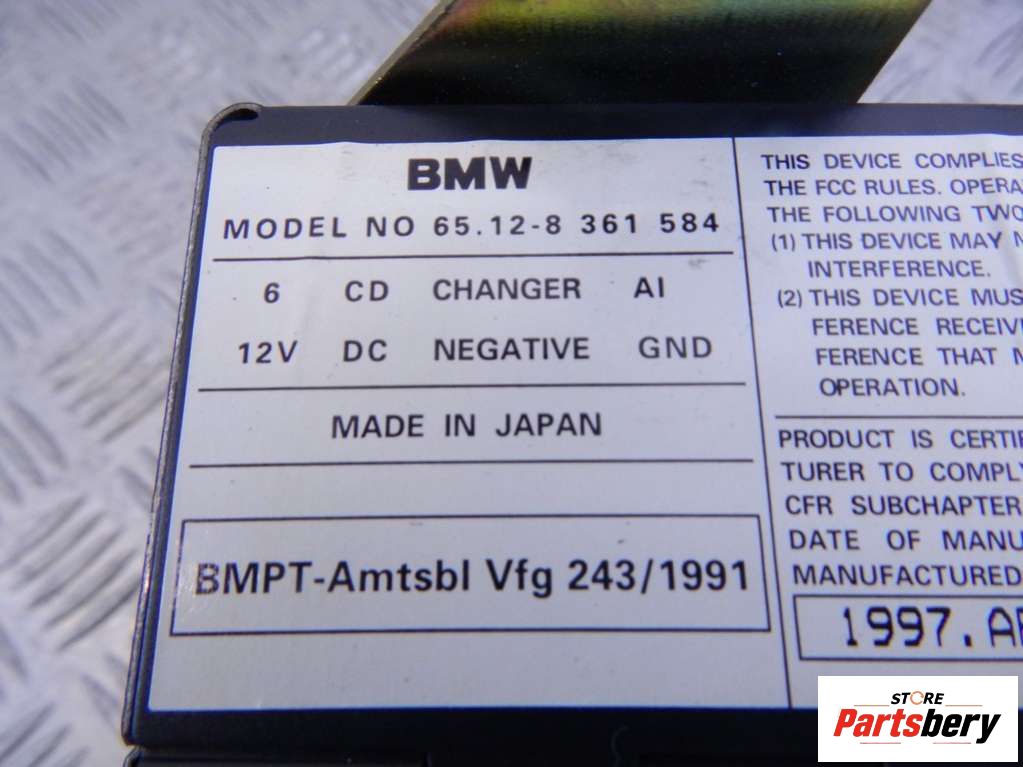 BMW
MODEL NO 65.12-8 361 584
6 CD CHANGER AI
12V DC NEGATIVE GND
MADE IN JAPAN
BMPT-Amtsbl Vfg 243/1991
THIS DEVICE COMPLIES
THE FCC RULES. OPERA
THE FOLLOWING TWO
(1) THIS DEVICE MAY
INTERFERENCE.
(2) THIS DEVICE MUS
FERENCE RECEIV
FERENCE THAT
OPERATION.
PRODUCT IS CERTIF
TURER TO COMPLY
CFR SUBCHAPTER
DATE OF MANU
MANUFACTURED
1997.
STORE
Partsbery